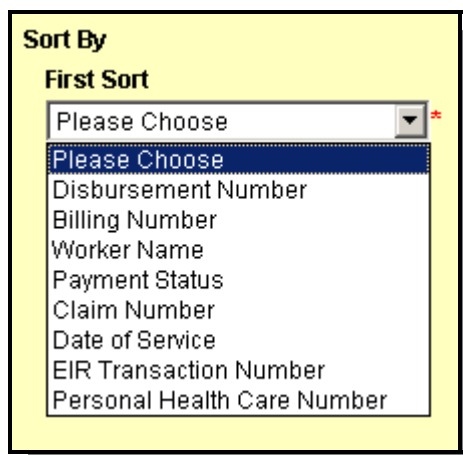 Sort By
First Sort
Please Choose *
Please Choose
Disbursement Number
Billing Number
Worker Name
Payment Status
Claim Number
Date of Service
EIR Transaction Number
Personal Health Care Number